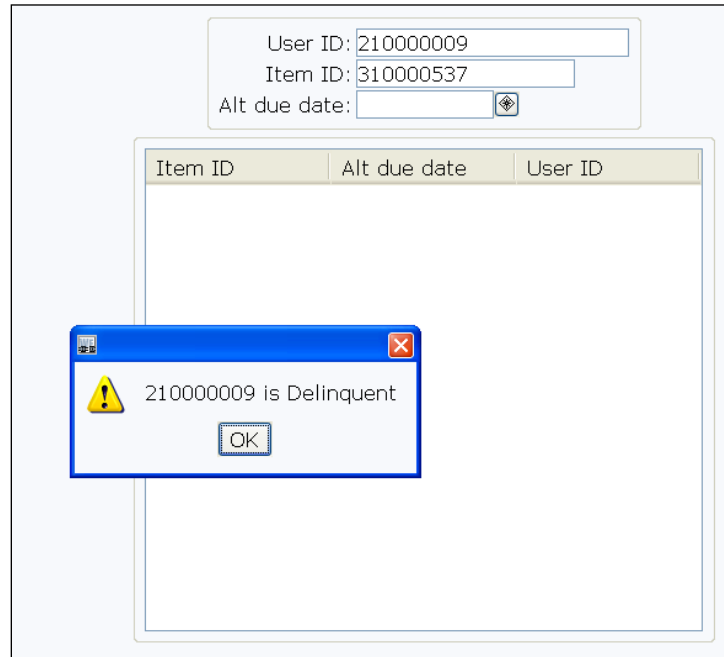 User ID: 210000009
Item ID: 310000537
Alt due date:
Item ID Alt due date User ID
210000009 is Delinquent
OK